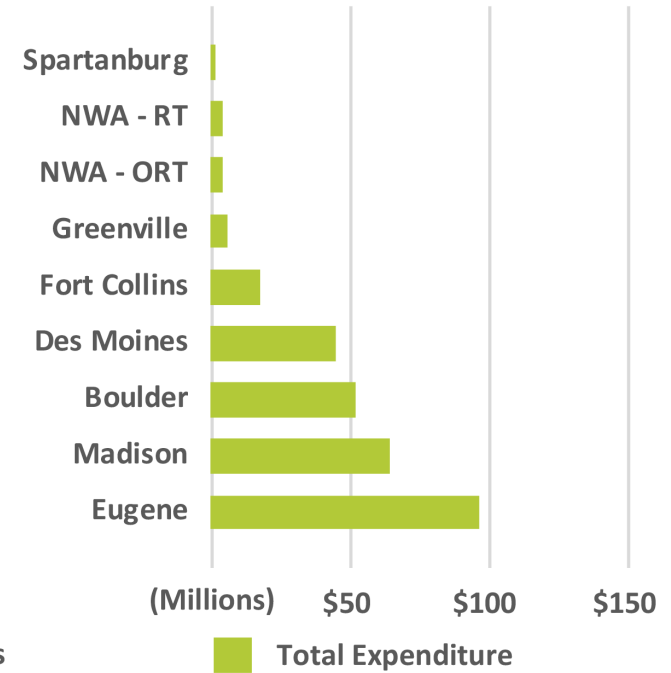 Spartanburg
NWA - RT
NWA - ORT
Greenville
Fort Collins
Des Moines
Boulder
Madison
Eugene
(Millions) $50 $100 $150
s Total Expenditure